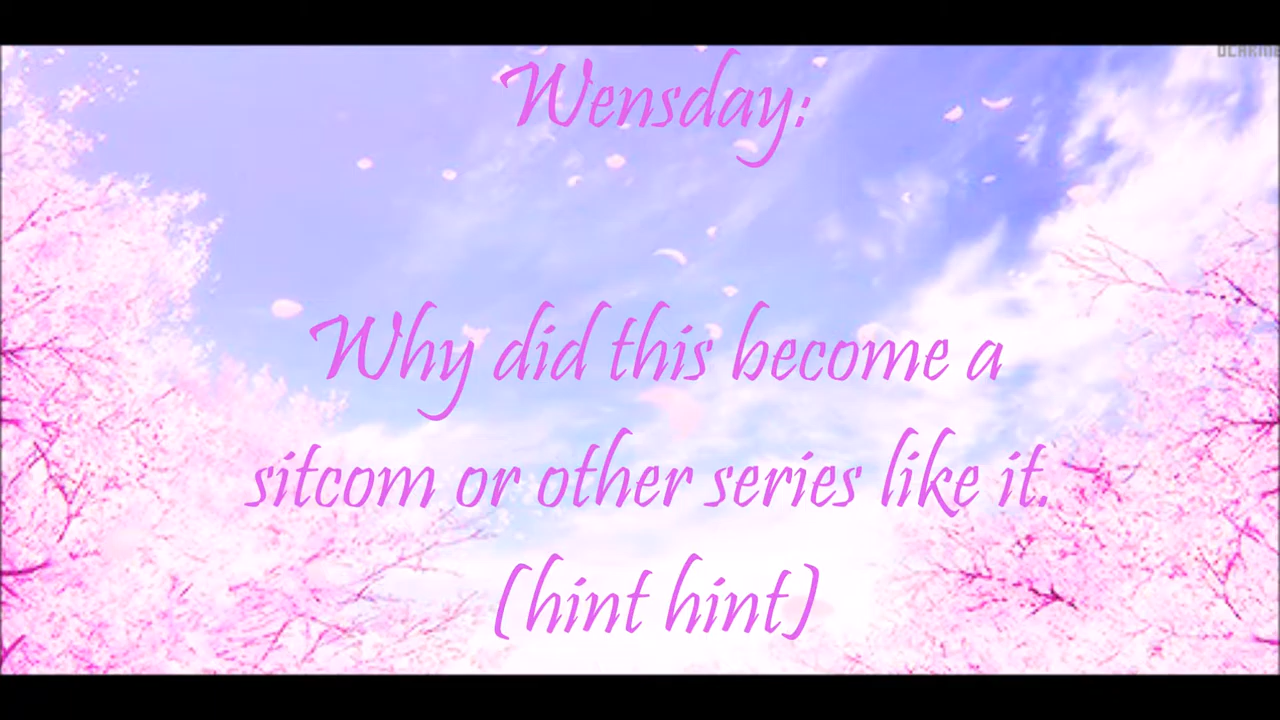 Wensday:
Why did this become a
sitcom or other series like it.
(hint hint)